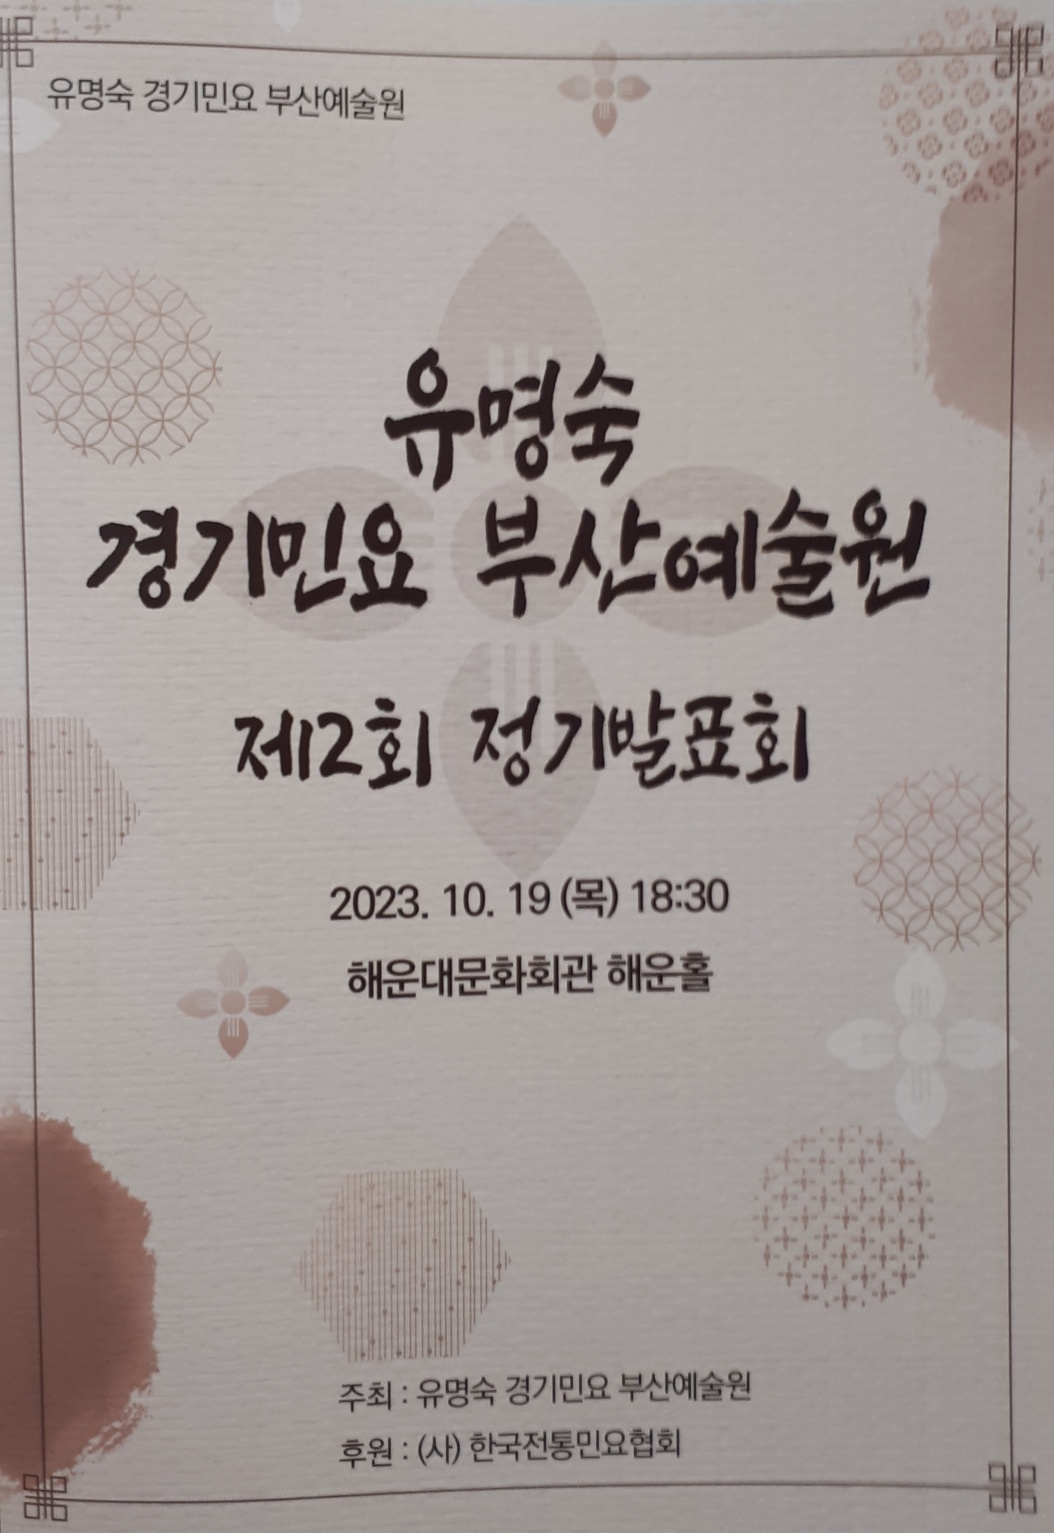 유명숙 경기민요 부산예술원
유명숙
경기민요 부산예술원
제12회 정기발표회
2023. 10. 19 (목) 18:30
해운대문화회관 해운홀
주최 : 유명숙 경기민요 부산예술원
후원 : (사) 한국전통민요협회